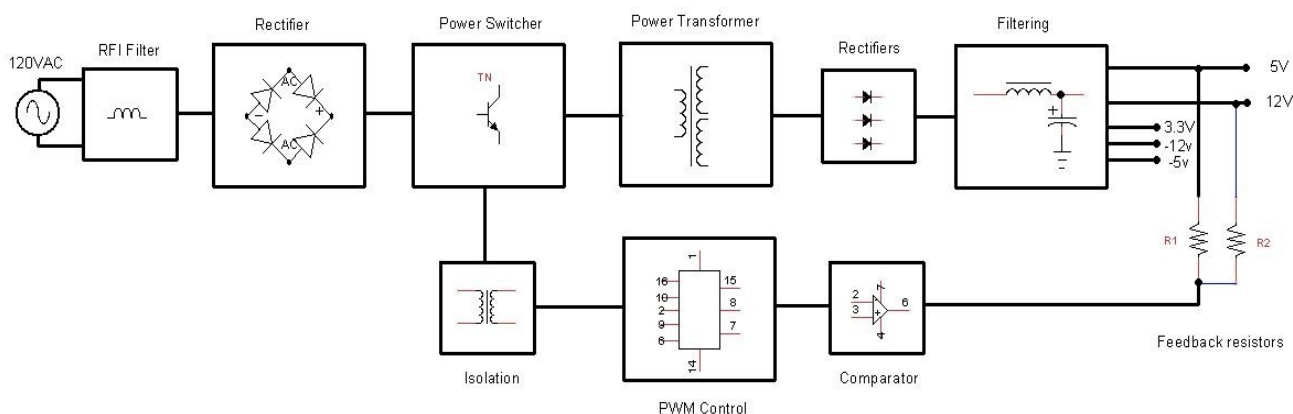 Rectifier
Power Switcher
Power Transformer
Filtering
RFI Filter
Rectifiers
120VAC
AC
- +
AC
TN
+
5V
12V
3.3V
-12v
-5v
R1
R2
1
16
10
2
9
6
15
8
7
14
2
3
7
+
4
6
Feedback resistors
Isolation
Comparator
PWM Control